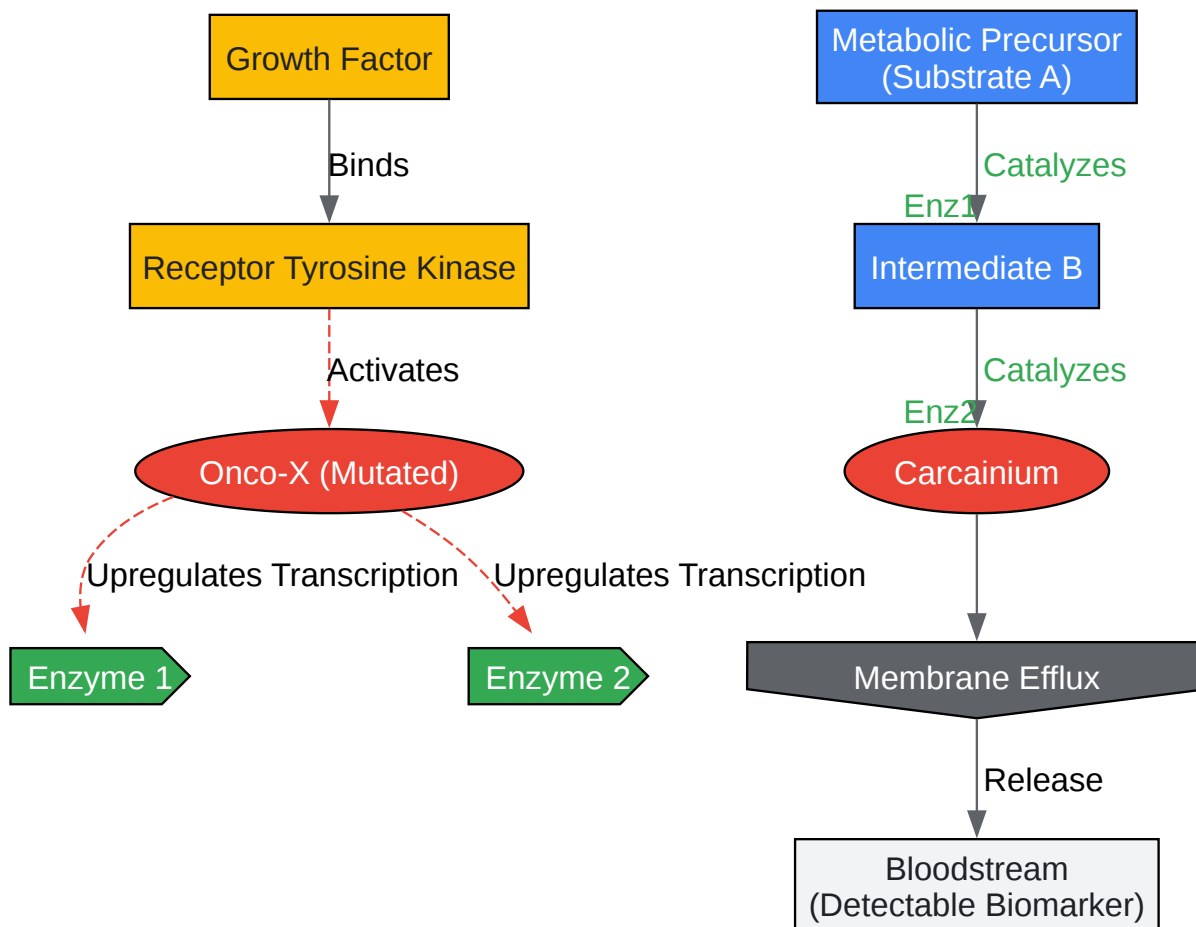 Growth Factor
Metabolic Precursor
(Substrate A)
Binds
Catalyzes
Enz1
Receptor Tyrosine Kinase
Intermediate B
Activates
Catalyzes
Enz2
Onco-X (Mutated)
Carcainium
Upregulates Transcription
Upregulates Transcription
Enzyme 1
Enzyme 2
Membrane Efflux
Release
Bloodstream
(Detectable Biomarker)